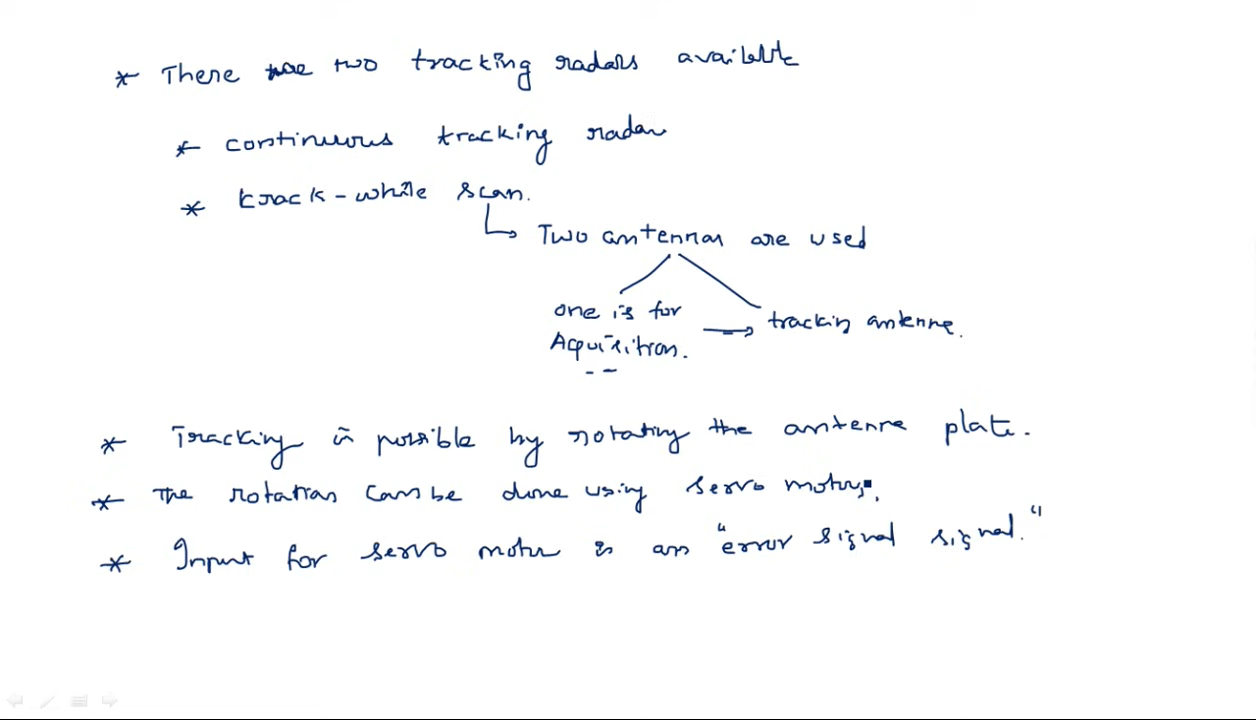 * There are two tracking radars available
* continuous tracking radar
* track-while scan.
Two antennas are used
one is for
Acquisition.
tracking antenne.
* Tracking is possible by rotating the antenne plate.
* The rotation can be done using servo motors.
* Input for servo motor is an "error signal signal."